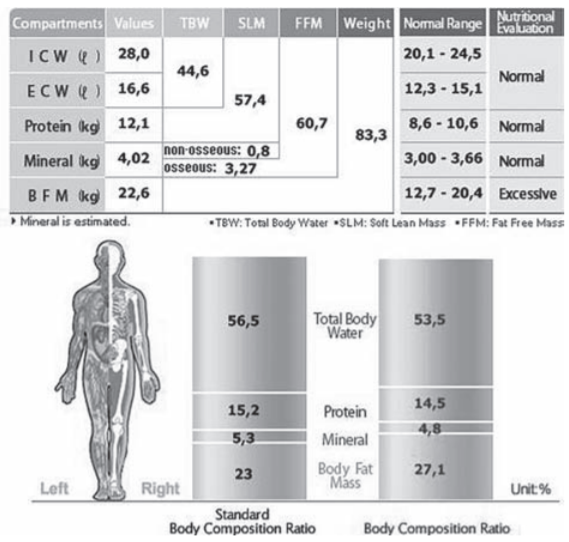 Compartments Values TBW SLM FFM Weight Normal Range Nutritional Evaluation
ICW (ℓ) 28,0 44,6 57,4 60,7 83,3 20,1 - 24,5 Normal
ECW (ℓ) 16,6 12,3 - 15,1
Protein (kg) 12,1 8,6 - 10,6 Normal
Mineral (kg) 4,02 non-osseous: 0,8 3,00 - 3,66 Normal
osseous: 3,27
BFM (kg) 22,6 12,7 - 20,4 Excessive
Mineral is estimated. •TBW: Total Body Water •SLM: Soft Lean Mass •FFM: Fat Free Mass
56,5 Total Body Water 53,5
15,2 Protein 14,5
5,3 Mineral 4,8
23 Body Fat Mass 27,1
Left Right Unit:%
Standard
Body Composition Ratio Body Composition Ratio